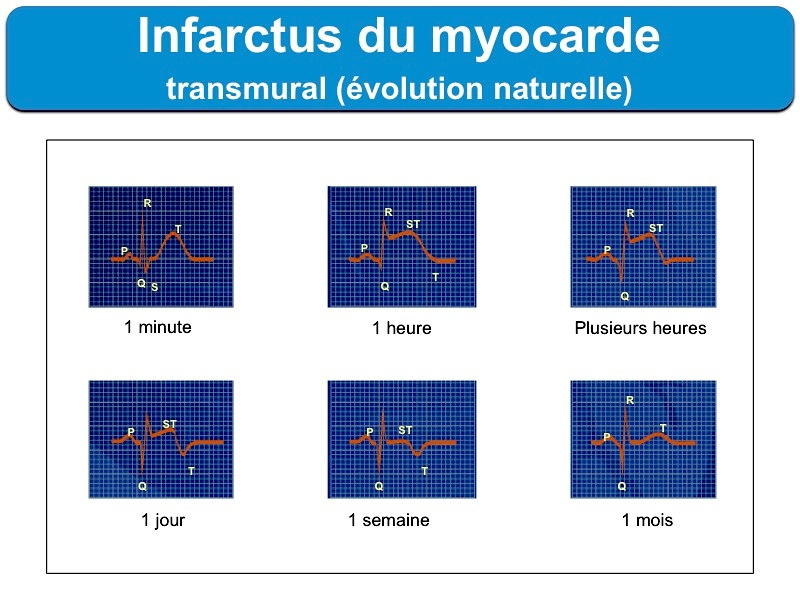 Infarctus du myocarde
transmural (évolution naturelle)
R
T
P
Q S
1 minute
R
ST
P
T
Q
1 heure
R
ST
P
Q
Plusieurs heures
ST
P
T
Q
1 jour
P
ST
T
Q
1 semaine
R
T
P
Q
1 mois